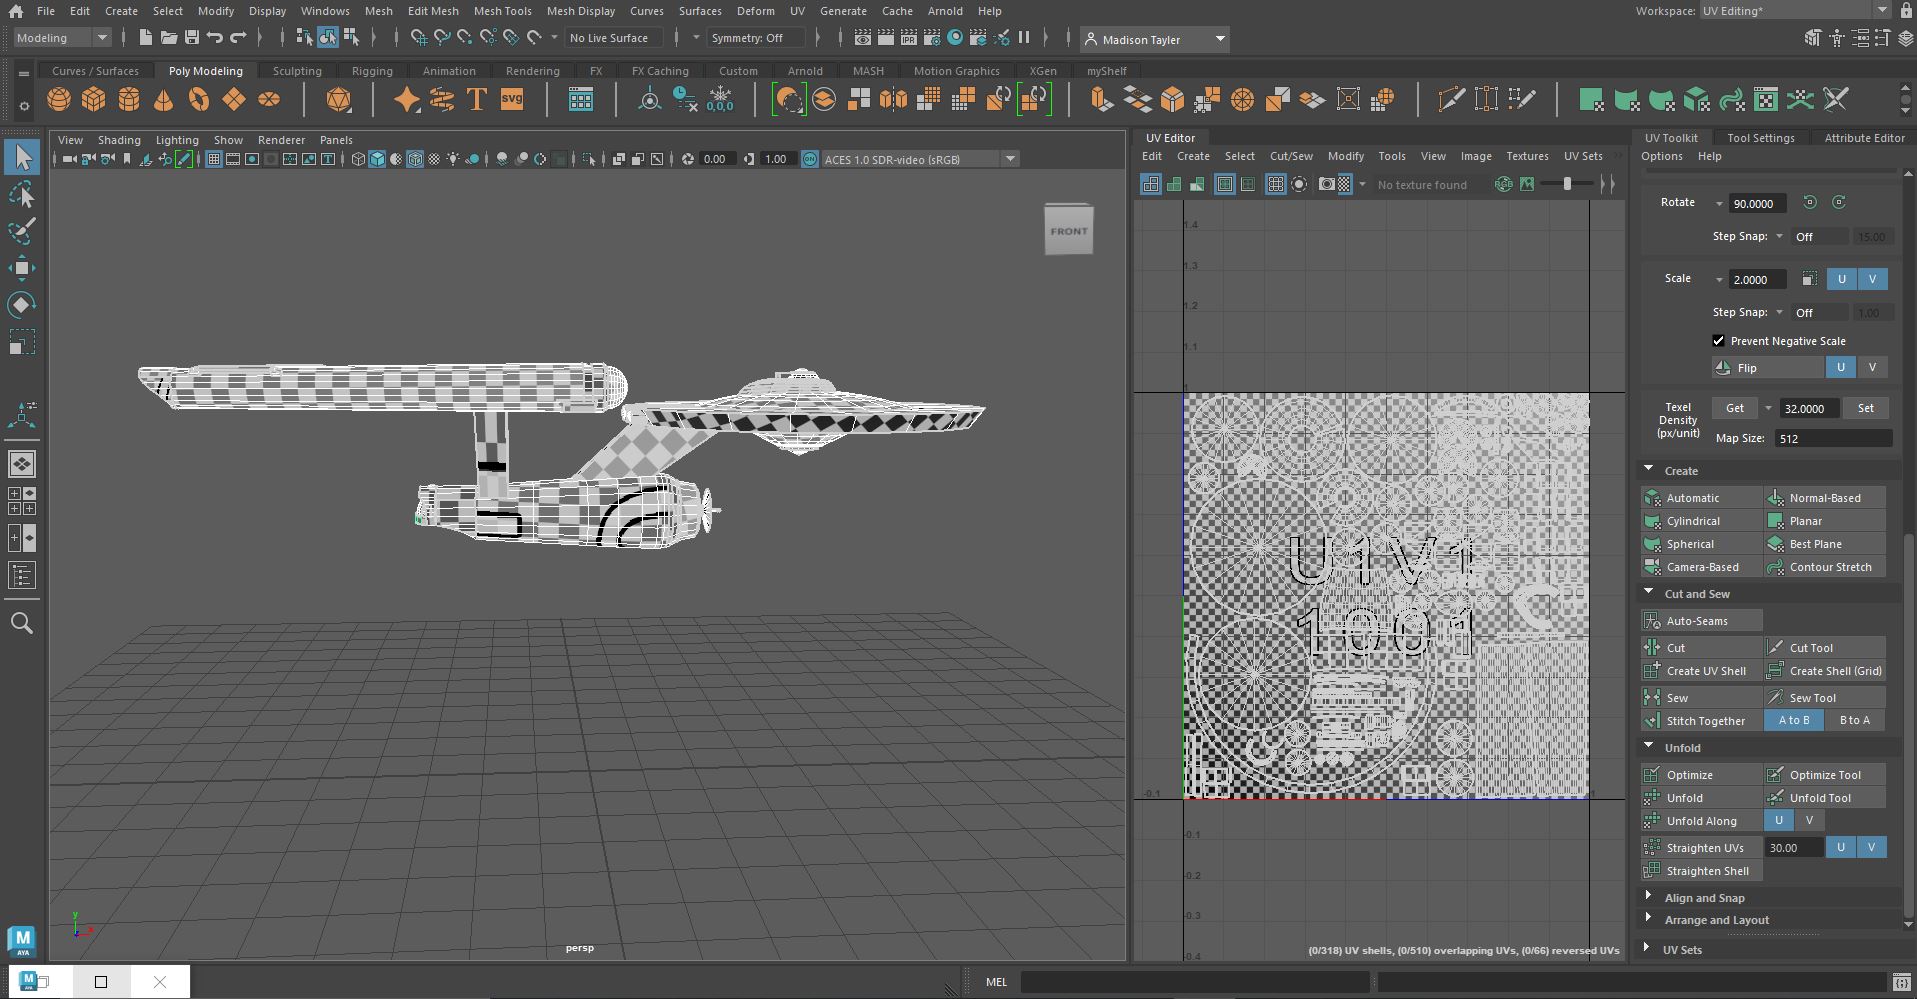 File Edit Create Select Modify Display Windows Mesh Edit Mesh Mesh Tools Mesh Display Curves Surfaces Deform UV Generate Cache Arnold Help Workspace: UV Editing*
Modeling No Live Surface Symmetry: Off IPR Madison Tayler
Curves / Surfaces Poly Modeling Sculpting Rigging Animation Rendering FX FX Caching Custom Arnold MASH Motion Graphics XGen myShelf
T SVG 0,0,0
View Shading Lighting Show Renderer Panels
0.00 1.00 ON ACES 1.0 SDR-video (sRGB)
FRONT
persp
y
x
UV Editor
Edit Create Select Cut/Sew Modify Tools View Image Textures UV Sets
No texture found RGB
1.4
1.3
1.2
1.1
1
U1V1
1001
-0.1 1
-0.1
-0.2
-0.3
-0.4
(0/318) UV shells, (0/510) overlapping UVs, (0/66) reversed UVs
UV Toolkit Tool Settings Attribute Editor
Options Help
Rotate 90.0000
Step Snap: Off 15.00
Scale 2.0000 U V
Step Snap: Off 1.00
Prevent Negative Scale
Flip U V
Texel Density (px/unit) Get 32.0000 Set
Map Size: 512
Create
Automatic Normal-Based
Cylindrical Planar
Spherical Best Plane
Camera-Based Contour Stretch
Cut and Sew
Auto-Seams
Cut Cut Tool
Create UV Shell Create Shell (Grid)
Sew Sew Tool
Stitch Together A to B B to A
Unfold
Optimize Optimize Tool
Unfold Unfold Tool
Unfold Along U V
Straighten UVs 30.00 U V
Straighten Shell
Align and Snap
Arrange and Layout
UV Sets
M
AYA
M
AYA
MEL